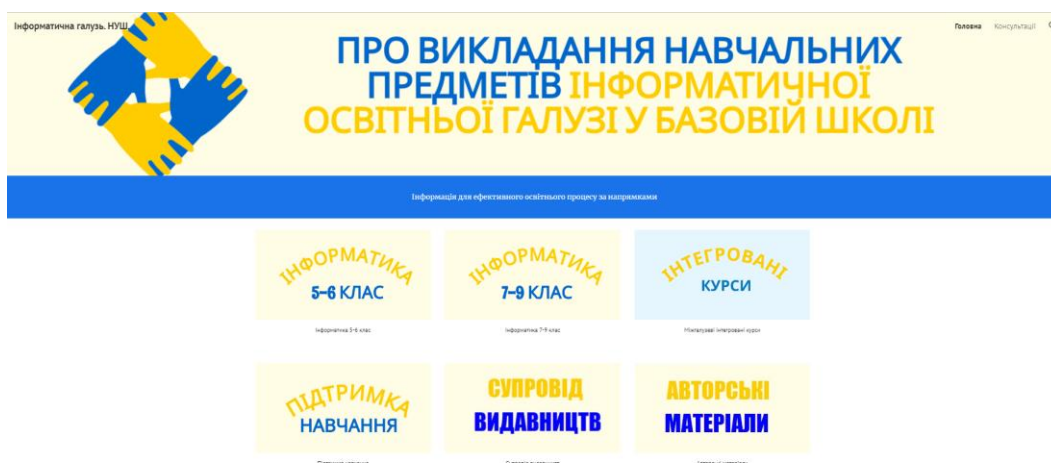 Інформатична галузь. НУШ
Головна Консультації
ПРО ВИКЛАДАННЯ НАВЧАЛЬНИХ
ПРЕДМЕТІВ ІНФОРМАТИЧНОЇ
ОСВІТНЬОЇ ГАЛУЗІ У БАЗОВІЙ ШКОЛІ
Інформація для ефективного освітнього процесу за напрямками
ІНФОРМАТИКА
5-6 КЛАС
ІНФОРМАТИКА
7-9 КЛАС
ІНТЕГРОВАНІ
КУРСИ
Інформатика 5-6 клас
Інформатика 7-9 клас
Міжгалузеві інтегровані курси
ПІДТРИМКА
НАВЧАННЯ
СУПРОВІД
ВИДАВНИЦТВ
АВТОРСЬКІ
МАТЕРІАЛИ